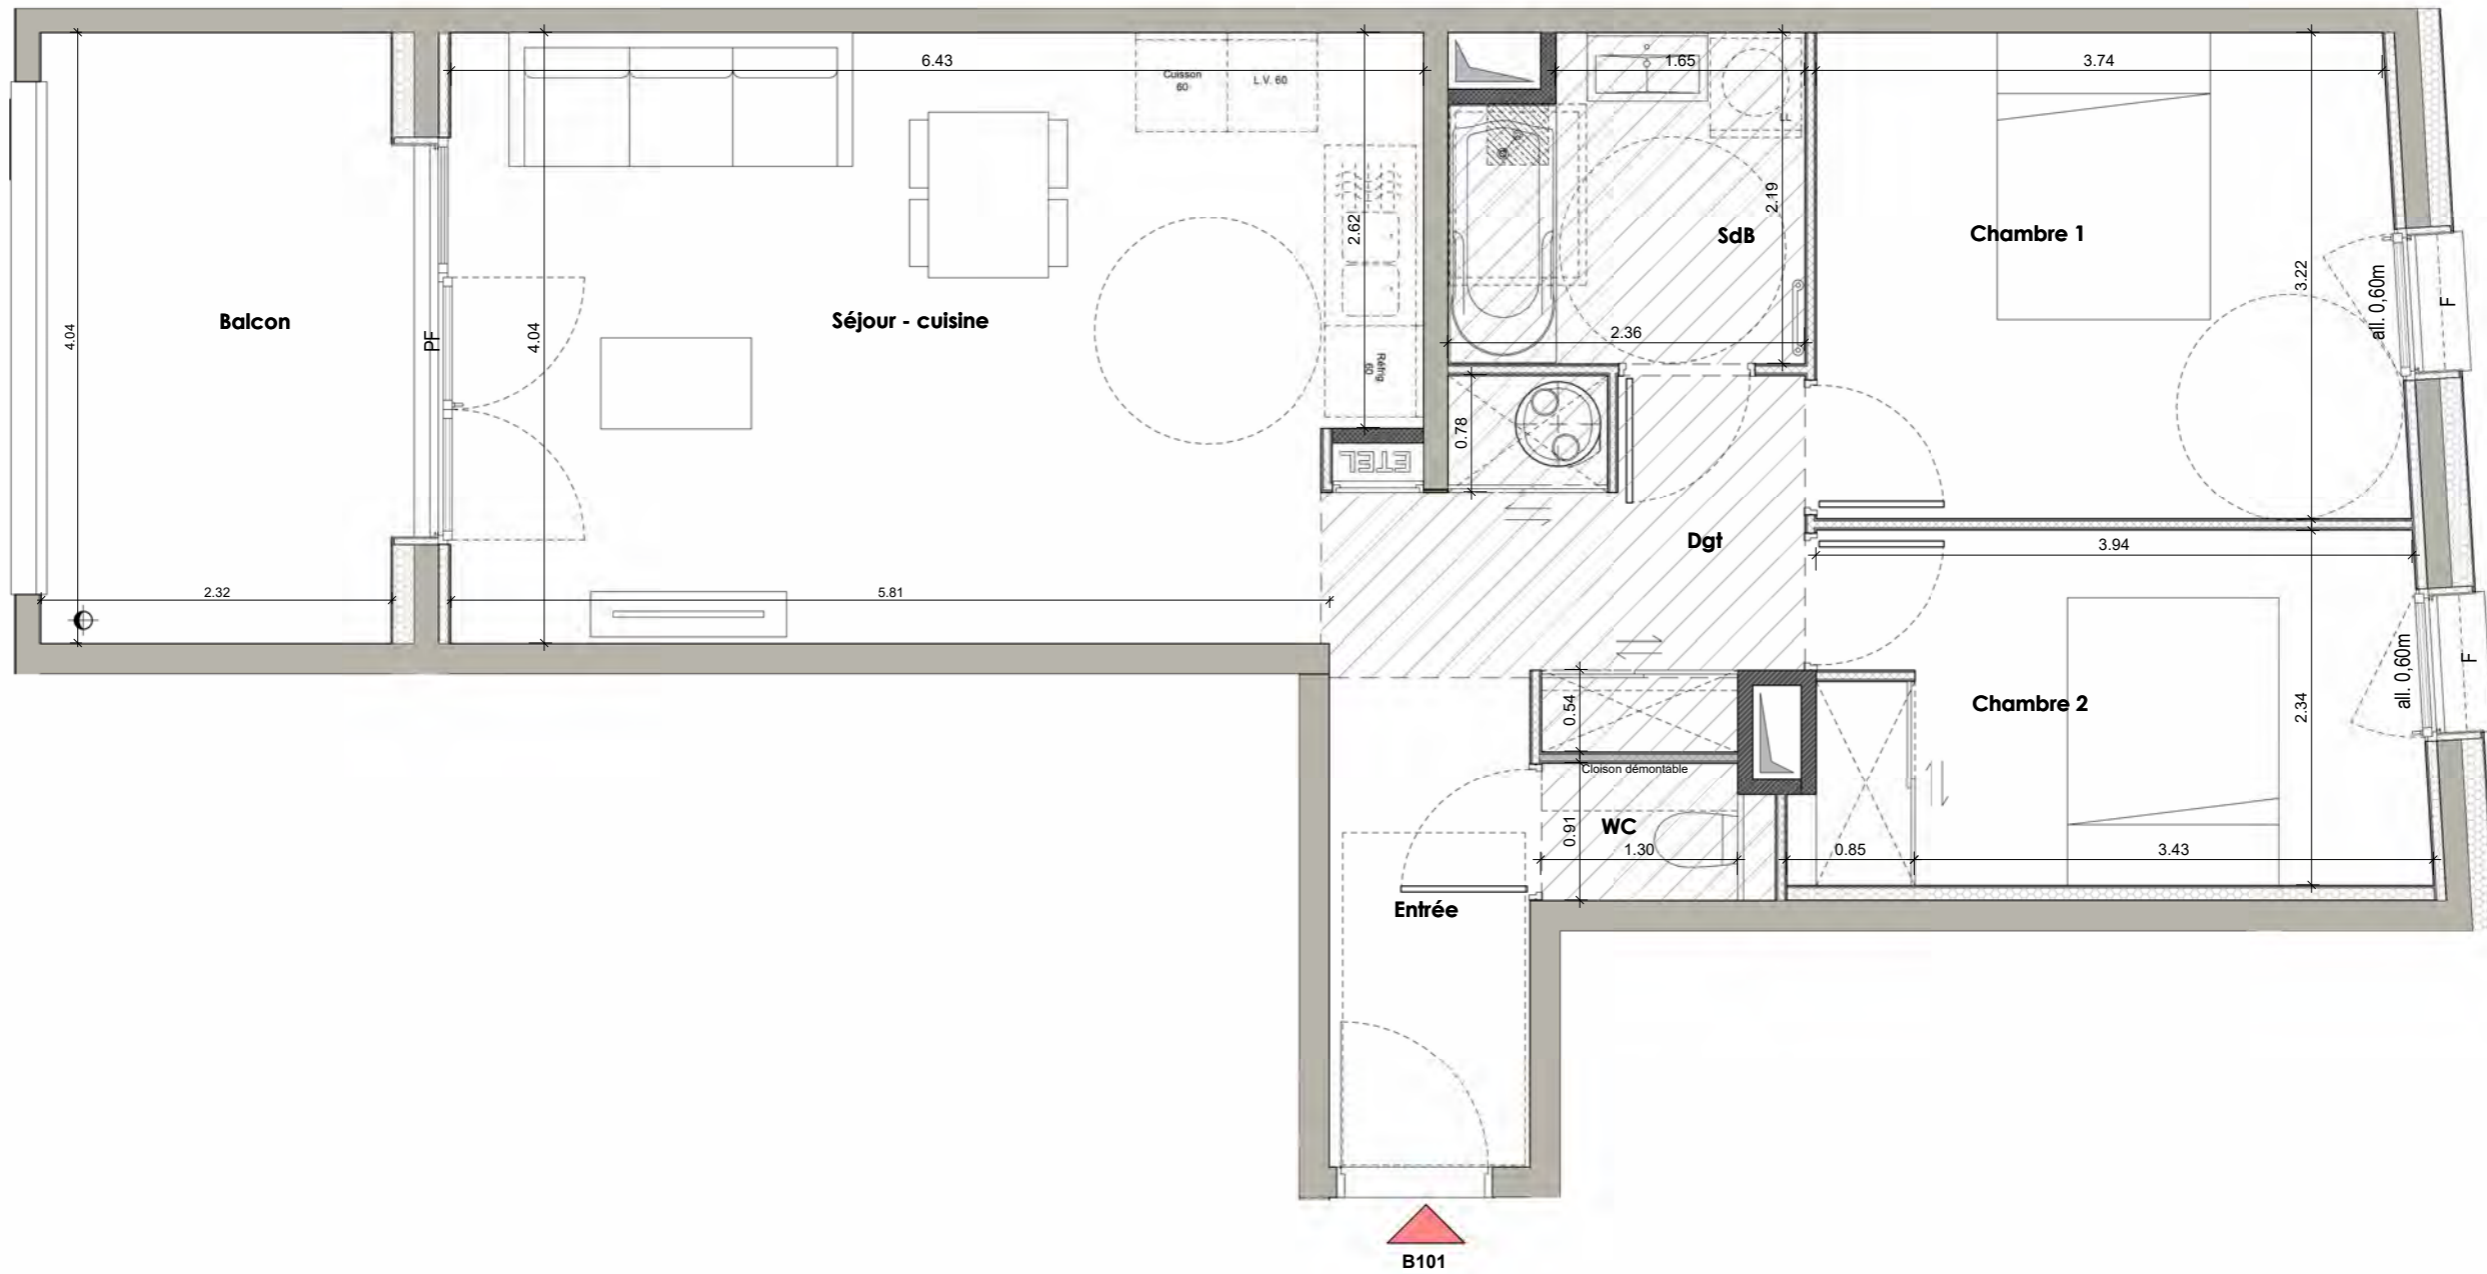 6.43
1.65
3.74
Cuisson
60
L.V. 60
2.62
2.19
SdB
Chambre 1
3.22
all. 0,60m
F
Balcon
4.04
PF
4.04
Séjour - cuisine
2.36
Réfrig
60
0.78
ETEL
Dgt
3.94
2.32
5.81
0.54
Chambre 2
all. 0,60m
F
2.34
Cloison démontable
WC
0.91
1.30
0.85
3.43
Entrée
B101